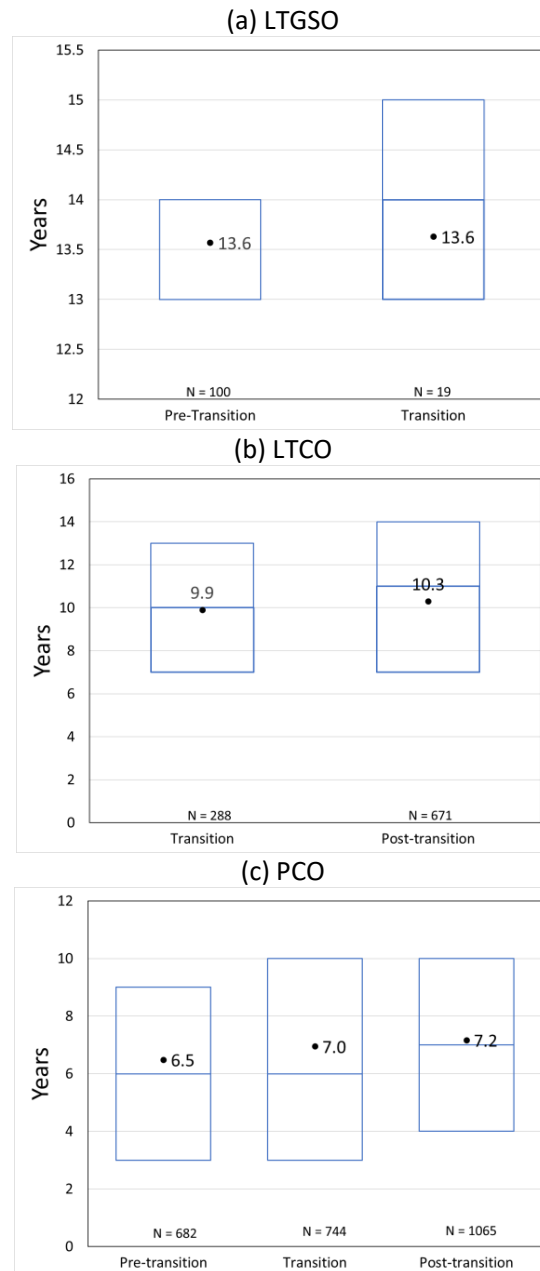 (a) LTGSO
15.5
15
14.5
14
13.5
13
12.5
12
Years
13.6
13.6
N = 100
N = 19
Pre-Transition
Transition
(b) LTCO
16
14
12
10
8
6
4
2
0
Years
9.9
10.3
N = 288
N = 671
Transition
Post-transition
(c) PCO
12
10
8
6
4
2
0
Years
6.5
7.0
7.2
N = 682
N = 744
N = 1065
Pre-transition
Transition
Post-transition